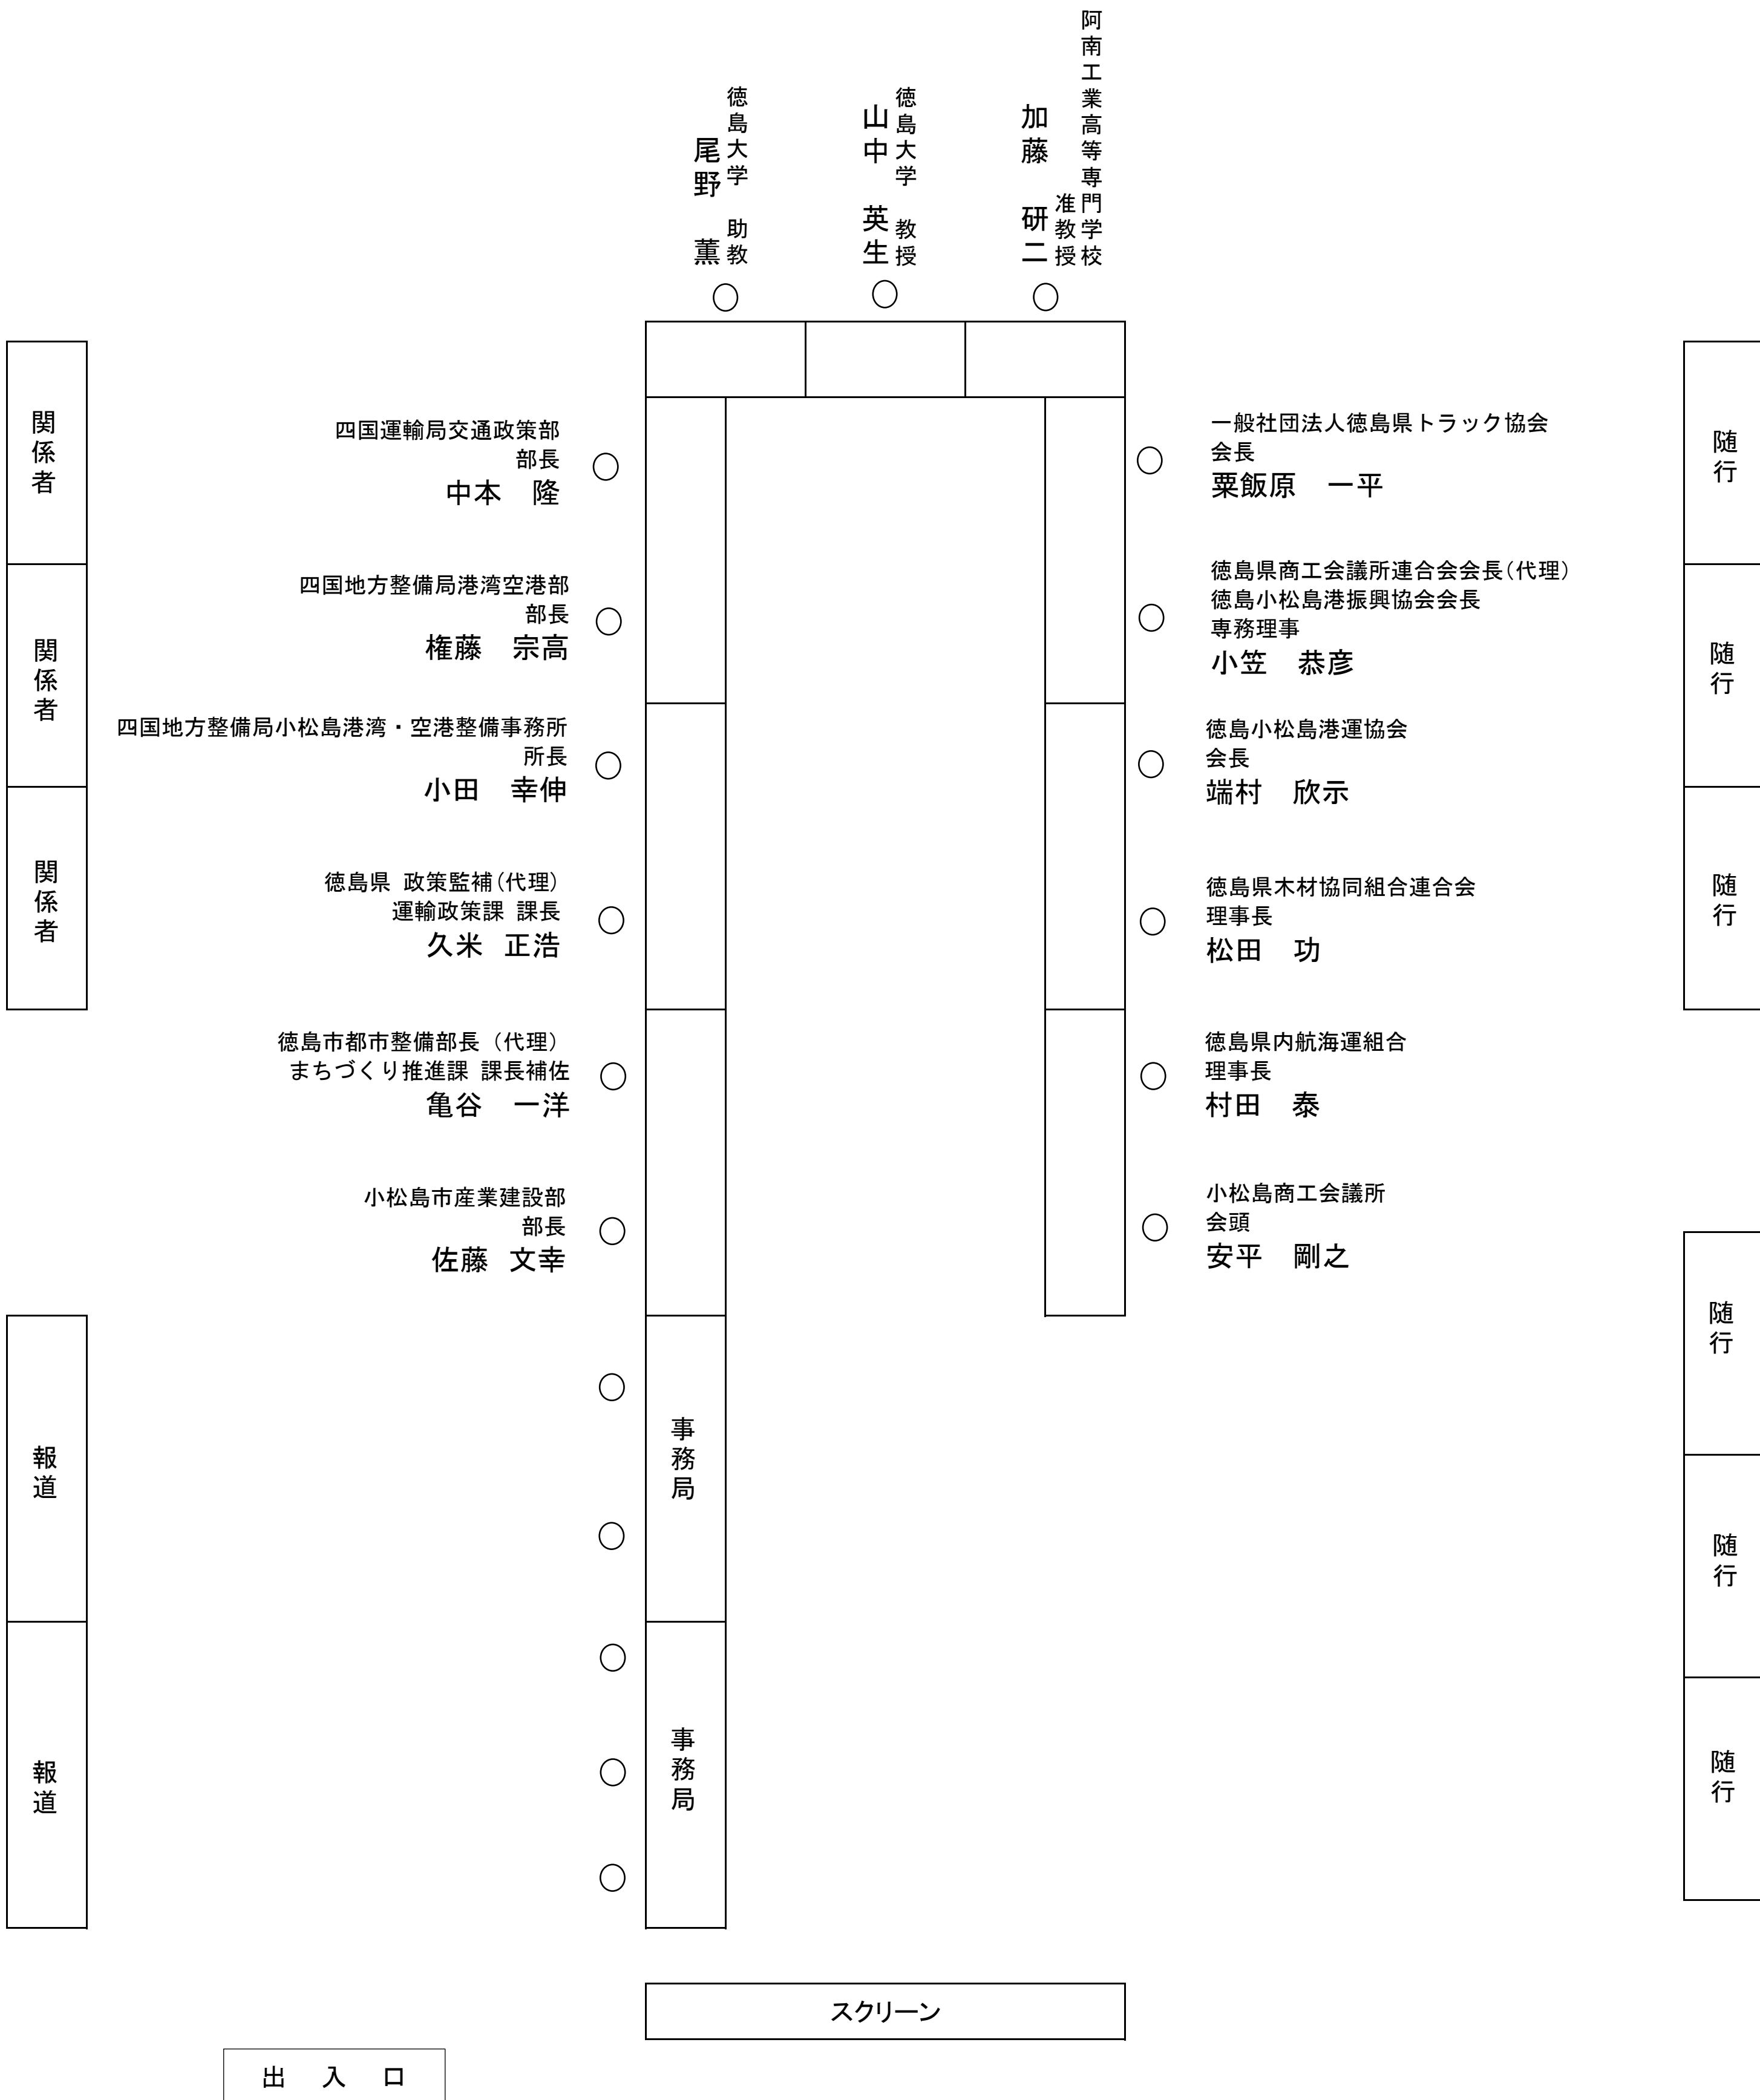 阿南工業高等専門学校
准教授
加藤　研二
徳島大学　教授
山中　英生
徳島大学　助教
尾野　薫
関係者
関係者
関係者
四国運輸局交通政策部
部長
中本　隆
四国地方整備局港湾空港部
部長
権藤　宗高
四国地方整備局小松島港湾・空港整備事務所
所長
小田　幸伸
徳島県 政策監補（代理）
運輸政策課 課長
久米　正浩
徳島市都市整備部長（代理）
まちづくり推進課 課長補佐
亀谷　一洋
小松島市産業建設部
部長
佐藤　文幸
一般社団法人徳島県トラック協会
会長
粟飯原　一平
徳島県商工会議所連合会会長（代理）
徳島小松島港振興協会会長
専務理事
小笠　恭彦
徳島小松島港運協会
会長
端村　欣示
徳島県木材協同組合連合会
理事長
松田　功
徳島県内航海運組合
理事長
村田　泰
小松島商工会議所
会頭
安平　剛之
随行
随行
随行
随行
随行
随行
報道
報道
事務局
事務局
スクリーン
出　入　口